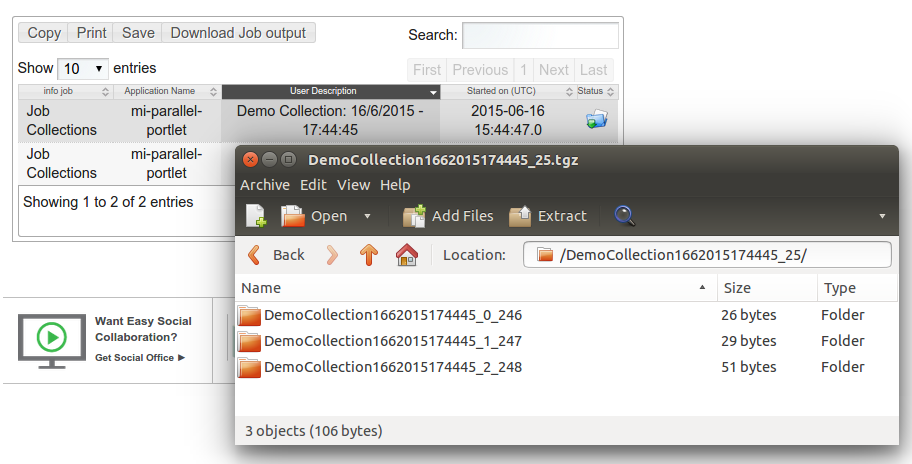 Copy Print Save Download Job output
Search:
Show 10 entries
First Previous 1 Next Last
info job Application Name User Description Started on (UTC) Status
Job Collections mi-parallel-portlet Demo Collection: 16/6/2015 - 17:44:45 2015-06-16 15:44:47.0
Job Collections mi-parallel-portlet
Showing 1 to 2 of 2 entries
DemoCollection1662015174445_25.tgz
Archive Edit View Help
Open Add Files Extract
Back Location: /DemoCollection1662015174445_25/
Name Size Type
DemoCollection1662015174445_0_246 26 bytes Folder
DemoCollection1662015174445_1_247 29 bytes Folder
DemoCollection1662015174445_2_248 51 bytes Folder
3 objects (106 bytes)
Want Easy Social
Collaboration?
Get Social Office ►